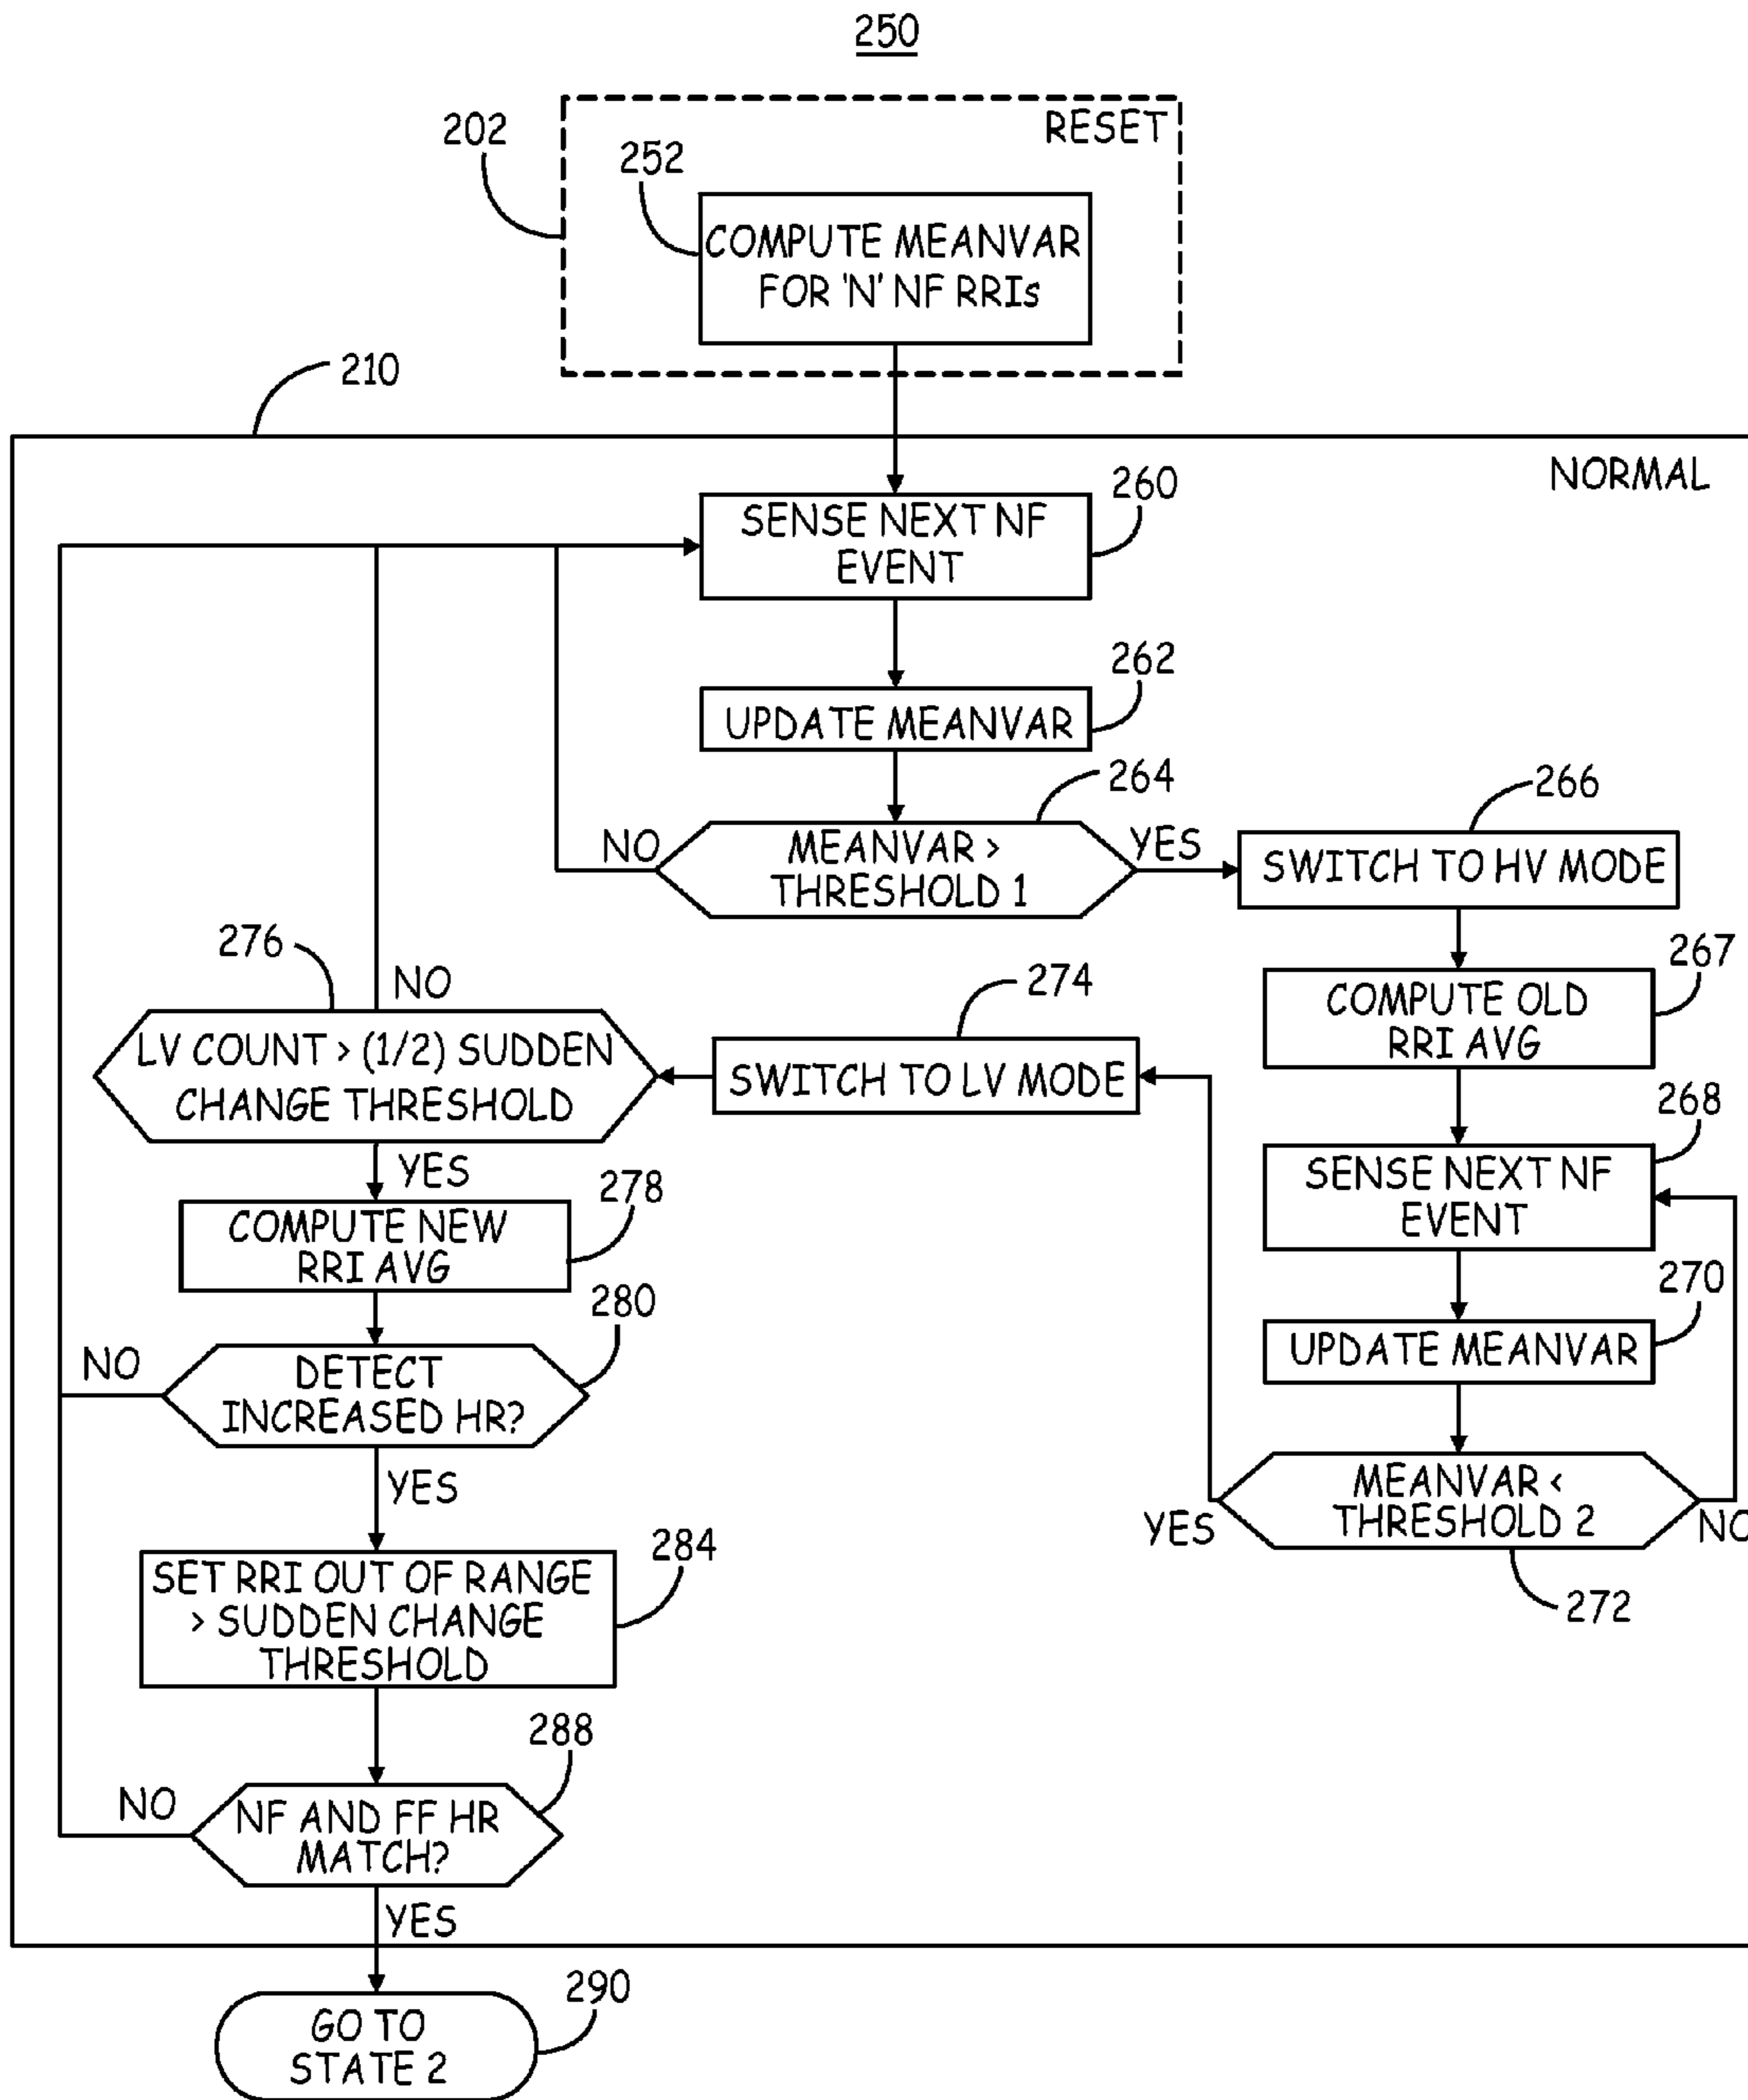 250
202
RESET
252
COMPUTE MEANVAR
FOR 'N' NF RRIs
210
NORMAL
260
SENSE NEXT NF
EVENT
262
UPDATE MEANVAR
264
NO
MEANVAR >
THRESHOLD 1
YES
266
SWITCH TO HV MODE
276
NO
LV COUNT > (1/2) SUDDEN
CHANGE THRESHOLD
YES
274
SWITCH TO LV MODE
267
COMPUTE OLD
RRI AVG
268
SENSE NEXT NF
EVENT
270
UPDATE MEANVAR
MEANVAR <
THRESHOLD 2
YES
NO
272
278
COMPUTE NEW
RRI AVG
280
NO
DETECT
INCREASED HR?
YES
284
SET RRI OUT OF RANGE
> SUDDEN CHANGE
THRESHOLD
288
NO
NF AND FF HR
MATCH?
YES
290
GO TO
STATE 2